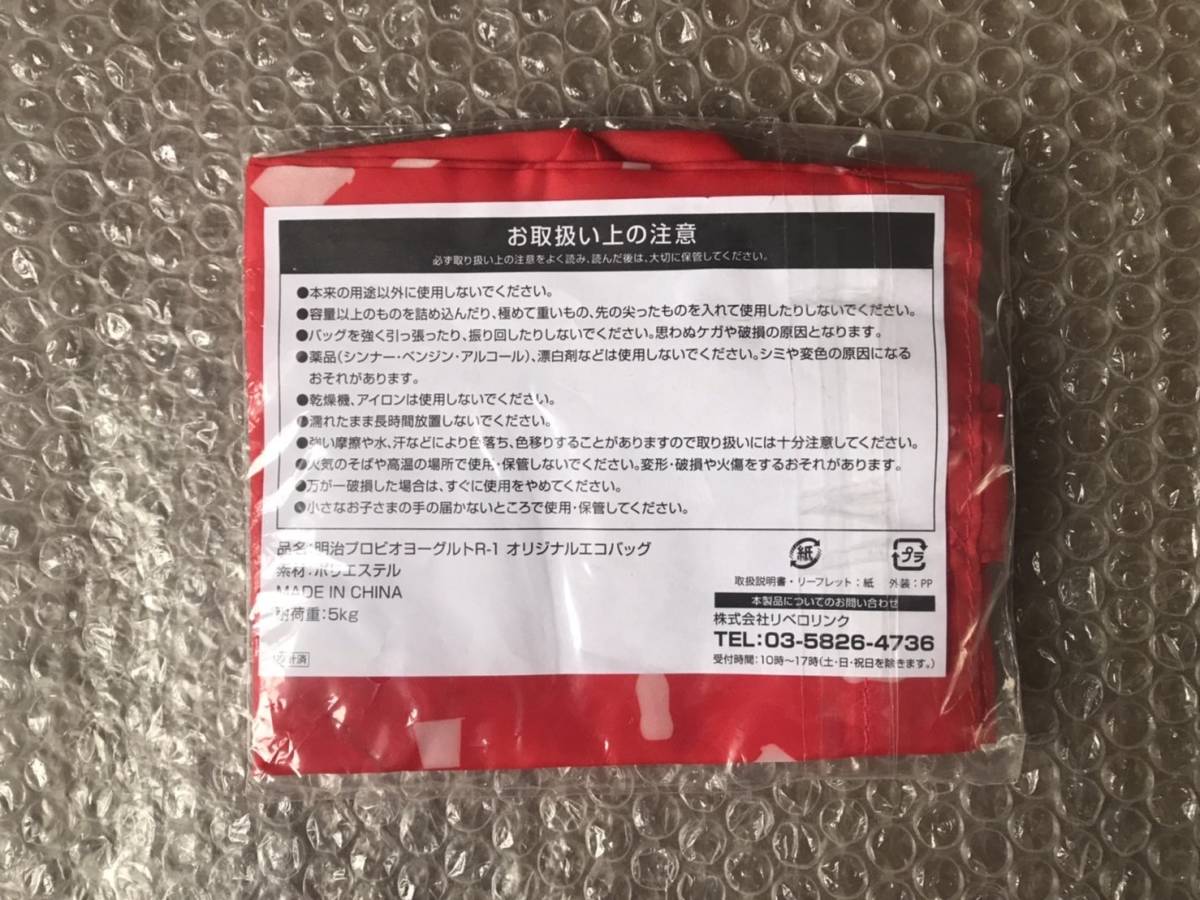 お取扱い上の注意
必ず取り扱い上の注意をよく読み、読んだ後は、大切に保管してください。
●本来の用途以外に使用しないでください。
●容量以上のものを詰め込んだり、極めて重いもの、先の尖ったものを入れて使用したりしないでください。
●バッグを強く引っ張ったり、振り回したりしないでください。思わぬケガや破損の原因となります。
●薬品(シンナー・ベンジン・アルコール)、漂白剤などは使用しないでください。シミや変色の原因になる
おそれがあります。
●乾燥機、アイロンは使用しないでください。
●濡れたまま長時間放置しないでください。
●強い摩擦や水、汗などにより色落ち、色移りすることがありますので取り扱いには十分注意してください。
●火気のそばや高温の場所で使用・保管しないでください。変形・破損や火傷をするおそれがあります。
●万が一破損した場合は、すぐに使用をやめてください。
●小さなお子さまの手の届かないところで使用・保管してください。
品名:明治プロビオヨーグルトR-1 オリジナルエコバッグ
素材:ポリエステル
MADE IN CHINA
耐荷重:5kg
紙
プラ
取扱説明書・リーフレット:紙 外装:PP
本製品についてのお問い合わせ
株式会社リベロリンク
TEL:03-5826-4736
受付時間:10時～17時(土・日・祝日を除きます。)